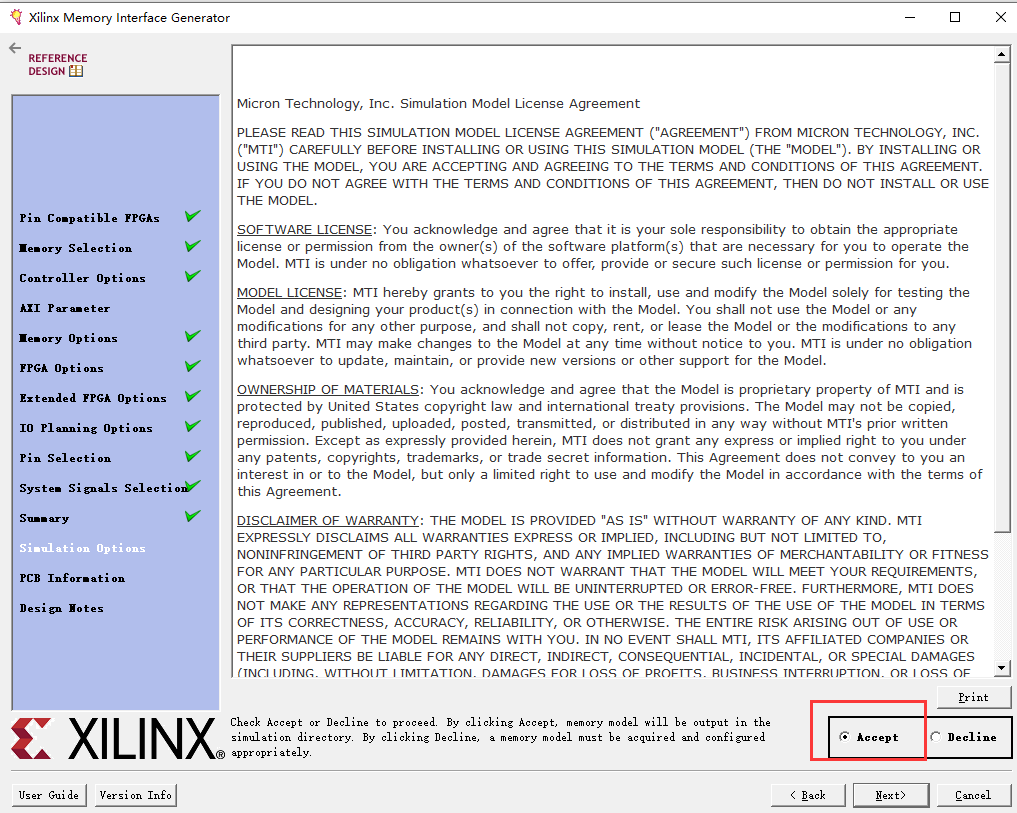 Xilinx Memory Interface Generator
REFERENCE
DESIGN
Pin Compatible FPGAs
Memory Selection
Controller Options
AXI Parameter
Memory Options
FPGA Options
Extended FPGA Options
IO Planning Options
Pin Selection
System Signals Selection
Summary
Simulation Options
PCB Information
Design Notes
Micron Technology, Inc. Simulation Model License Agreement
PLEASE READ THIS SIMULATION MODEL LICENSE AGREEMENT ("AGREEMENT") FROM MICRON TECHNOLOGY, INC.
("MTI") CAREFULLY BEFORE INSTALLING OR USING THIS SIMULATION MODEL (THE "MODEL"). BY INSTALLING OR
USING THE MODEL, YOU ARE ACCEPTING AND AGREEING TO THE TERMS AND CONDITIONS OF THIS AGREEMENT.
IF YOU DO NOT AGREE WITH THE TERMS AND CONDITIONS OF THIS AGREEMENT, THEN DO NOT INSTALL OR USE
THE MODEL.
SOFTWARE LICENSE: You acknowledge and agree that it is your sole responsibility to obtain the appropriate
license or permission from the owner(s) of the software platform(s) that are necessary for you to operate the
Model. MTI is under no obligation whatsoever to offer, provide or secure such license or permission for you.
MODEL LICENSE: MTI hereby grants to you the right to install, use and modify the Model solely for testing the
Model and designing your product(s) in connection with the Model. You shall not use the Model or any
modifications for any other purpose, and shall not copy, rent, or lease the Model or the modifications to any
third party. MTI may make changes to the Model at any time without notice to you. MTI is under no obligation
whatsoever to update, maintain, or provide new versions or other support for the Model.
OWNERSHIP OF MATERIALS: You acknowledge and agree that the Model is proprietary property of MTI and is
protected by United States copyright law and international treaty provisions. The Model may not be copied,
reproduced, published, uploaded, posted, transmitted, or distributed in any way without MTI's prior written
permission. Except as expressly provided herein, MTI does not grant any express or implied right to you under
any patents, copyrights, trademarks, or trade secret information. This Agreement does not convey to you an
interest in or to the Model, but only a limited right to use and modify the Model in accordance with the terms of
this Agreement.
DISCLAIMER OF WARRANTY: THE MODEL IS PROVIDED "AS IS" WITHOUT WARRANTY OF ANY KIND. MTI
EXPRESSLY DISCLAIMS ALL WARRANTIES EXPRESS OR IMPLIED, INCLUDING BUT NOT LIMITED TO,
NONINFRINGEMENT OF THIRD PARTY RIGHTS, AND ANY IMPLIED WARRANTIES OF MERCHANTABILITY OR FITNESS
FOR ANY PARTICULAR PURPOSE. MTI DOES NOT WARRANT THAT THE MODEL WILL MEET YOUR REQUIREMENTS,
OR THAT THE OPERATION OF THE MODEL WILL BE UNINTERRUPTED OR ERROR-FREE. FURTHERMORE, MTI DOES
NOT MAKE ANY REPRESENTATIONS REGARDING THE USE OR THE RESULTS OF THE USE OF THE MODEL IN TERMS
OF ITS CORRECTNESS, ACCURACY, RELIABILITY, OR OTHERWISE. THE ENTIRE RISK ARISING OUT OF USE OR
PERFORMANCE OF THE MODEL REMAINS WITH YOU. IN NO EVENT SHALL MTI, ITS AFFILIATED COMPANIES OR
THEIR SUPPLIERS BE LIABLE FOR ANY DIRECT, INDIRECT, CONSEQUENTIAL, INCIDENTAL, OR SPECIAL DAMAGES
(INCLUDING, WITHOUT LIMITATION, DAMAGES FOR LOSS OF PROFITS, BUSINESS INTERRUPTION, OR LOSS OF
Print
XILINX®
Check Accept or Decline to proceed. By clicking Accept, memory model will be output in the
simulation directory. By clicking Decline, a memory model must be acquired and configured
appropriately.
Accept
Decline
User Guide
Version Info
< Back
Next>
Cancel